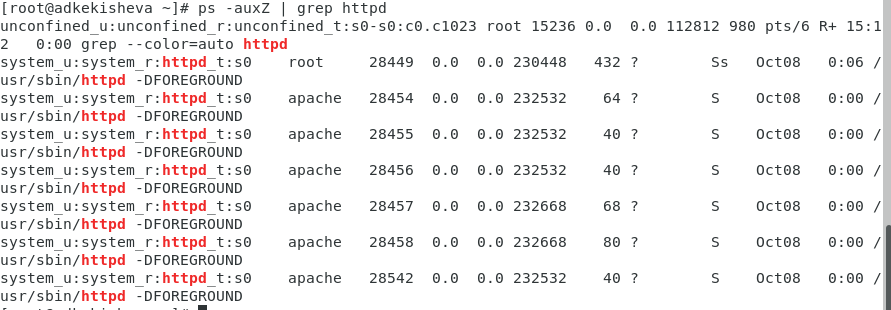 [root@adkekisheva ~]# ps -auxZ | grep httpd
unconfined_u:unconfined_r:unconfined_t:s0-s0:c0.c1023 root 15236 0.0  0.0 112812 980 pts/6 R+ 15:1
2   0:00 grep --color=auto httpd
system_u:system_r:httpd_t:s0    root     28449  0.0  0.0 230448   432 ?        Ss   Oct08   0:06 /
usr/sbin/httpd -DFOREGROUND
system_u:system_r:httpd_t:s0    apache   28454  0.0  0.0 232532    64 ?        S    Oct08   0:00 /
usr/sbin/httpd -DFOREGROUND
system_u:system_r:httpd_t:s0    apache   28455  0.0  0.0 232532    40 ?        S    Oct08   0:00 /
usr/sbin/httpd -DFOREGROUND
system_u:system_r:httpd_t:s0    apache   28456  0.0  0.0 232532    40 ?        S    Oct08   0:00 /
usr/sbin/httpd -DFOREGROUND
system_u:system_r:httpd_t:s0    apache   28457  0.0  0.0 232668    68 ?        S    Oct08   0:00 /
usr/sbin/httpd -DFOREGROUND
system_u:system_r:httpd_t:s0    apache   28458  0.0  0.0 232668    80 ?        S    Oct08   0:00 /
usr/sbin/httpd -DFOREGROUND
system_u:system_r:httpd_t:s0    apache   28542  0.0  0.0 232532    40 ?        S    Oct08   0:00 /
usr/sbin/httpd -DFOREGROUND